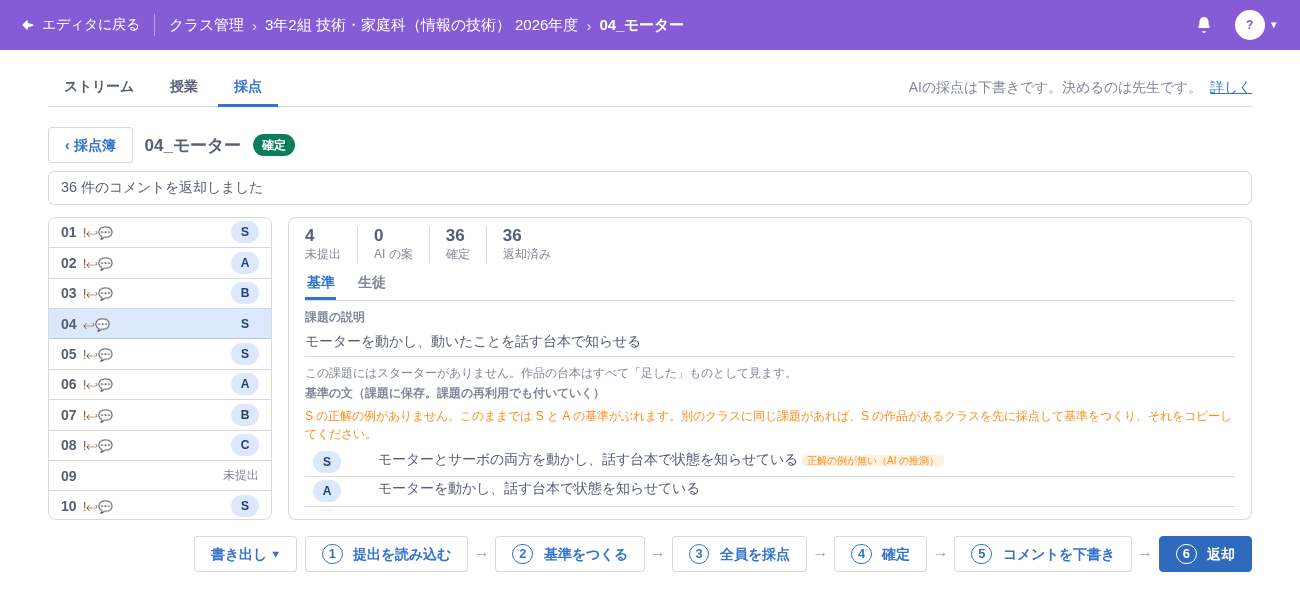 エディタに戻る
クラス管理 › 3年2組 技術・家庭科（情報の技術） 2026年度 › 04_モーター
?
ストリーム
授業
採点
AIの採点は下書きです。決めるのは先生です。 詳しく
‹ 採点簿
04_モーター
確定
36 件のコメントを返却しました
01 S
02 A
03 B
04 S
05 S
06 A
07 B
08 C
09 未提出
10 S
4 未提出
0 AI の案
36 確定
36 返却済み
基準
生徒
課題の説明
モーターを動かし、動いたことを話す台本で知らせる
この課題にはスターターがありません。作品の台本はすべて「足した」ものとして見ます。
基準の文（課題に保存。課題の再利用でも付いていく）
S の正解の例がありません。このままでは S と A の基準がぶれます。別のクラスに同じ課題があれば、S の作品があるクラスを先に採点して基準をつくり、それをコピーし
てください。
S モーターとサーボの両方を動かし、話す台本で状態を知らせている 正解の例が無い（AI の推測）
A モーターを動かし、話す台本で状態を知らせている
書き出し ▾
1 提出を読み込む →
2 基準をつくる →
3 全員を採点 →
4 確定 →
5 コメントを下書き →
6 返却